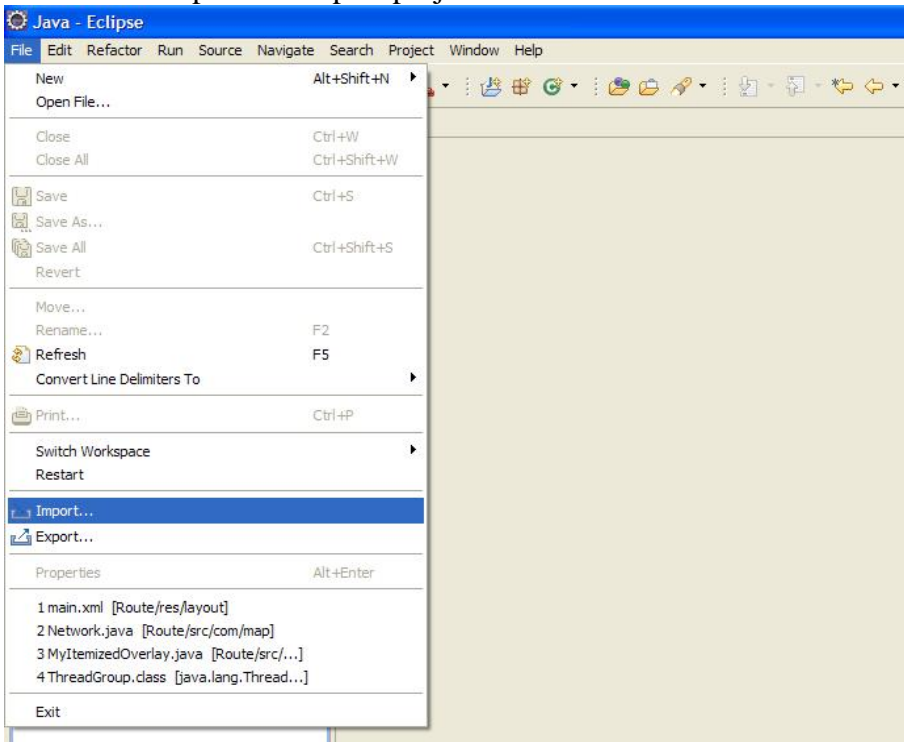 Java - Eclipse
File Edit Refactor Run Source Navigate Search Project Window Help
New Alt+Shift+N
Open File...
Close Ctrl+W
Close All Ctrl+Shift+W
Save Ctrl+S
Save As...
Save All Ctrl+Shift+S
Revert
Move...
Rename... F2
Refresh F5
Convert Line Delimiters To
Print... Ctrl+P
Switch Workspace
Restart
Import...
Export...
Properties Alt+Enter
1 main.xml [Route/res/layout]
2 Network.java [Route/src/com/map]
3 MyItemizedOverlay.java [Route/src/...]
4 ThreadGroup.class [java.lang.Thread...]
Exit